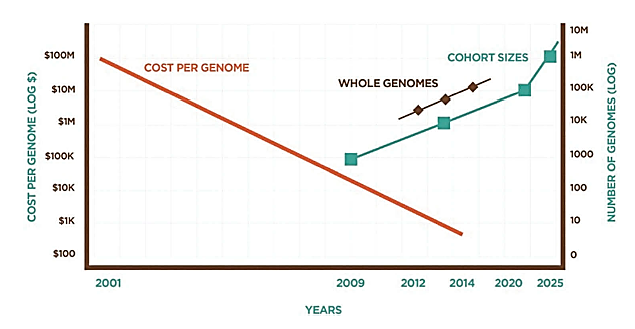 COST PER GENOME (LOG $)
$100M
$10M
$1M
$100K
$10K
$1K
$100
COST PER GENOME
WHOLE GENOMES
COHORT SIZES
10M
1M
100K
10K
1000
100
10
0
NUMBER OF GENOMES (LOG)
2001
2009
2012
2014
2020
2025
YEARS